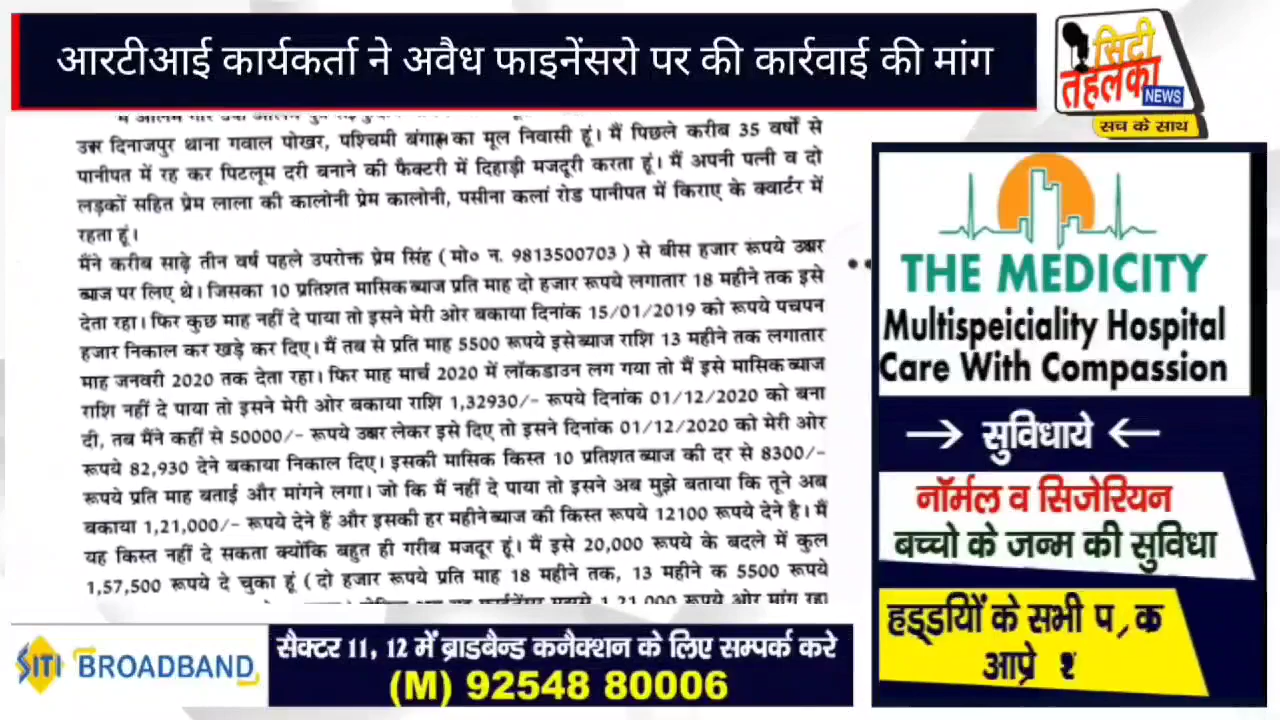 आरटीआई कार्यकर्ता ने अवैध फाइनेंसरो पर की कार्रवाई की मांग
सिटी
तहलका
NEWS
सच के साथ
उत्तर दिनाजपुर थाना गवाल पोखर, पश्चिमी बंगाल का मूल निवासी हूं। मैं पिछले करीब 35 वर्षों से
पानीपत में रह कर पिटलूम दरी बनाने की फैक्टरी में दिहाड़ी मजदूरी करता हूं। मैं अपनी पत्नी व दो
लड़कों सहित प्रेम लाला की कालोनी प्रेम कालोनी, पसीना कलां रोड पानीपत में किराए के क्वार्टर में
रहता हूं।
मैंने करीब साढ़े तीन वर्ष पहले उपरोक्त प्रेम सिंह ( मो० न. 9813500703 ) से बीस हजार रूपये उधार
ब्याज पर लिए थे। जिसका 10 प्रतिशत मासिक ब्याज प्रति माह दो हजार रूपये लगातार 18 महीने तक इसे
देता रहा। फिर कुछ माह नहीं दे पाया तो इसने मेरी ओर बकाया दिनांक 15/01/2019 को रूपये पचपन
हजार निकाल कर खड़े कर दिए। मैं तब से प्रति माह 5500 रूपये इसे ब्याज राशि 13 महीने तक लगातार
माह जनवरी 2020 तक देता रहा। फिर माह मार्च 2020 में लॉकडाउन लग गया तो मैं इसे मासिक ब्याज
राशि नहीं दे पाया तो इसने मेरी ओर बकाया राशि 1,32930/- रूपये दिनांक 01/12/2020 को बना
दी, तब मैंने कहीं से 50000/- रूपये उधार लेकर इसे दिए तो इसने दिनांक 01/12/2020 को मेरी ओर
रूपये 82,930 देने बकाया निकाल दिए। इसकी मासिक किस्त 10 प्रतिशत ब्याज की दर से 8300/-
रूपये प्रति माह बताई और मांगने लगा। जो कि मैं नहीं दे पाया तो इसने अब मुझे बताया कि तूने अब
बकाया 1,21,000/- रूपये देने हैं और इसकी हर महीने ब्याज की किस्त रूपये 12100 रूपये देने है। मैं
यह किस्त नहीं दे सकता क्योंकि बहुत ही गरीब मजदूर हूं। मैं इसे 20,000 रूपये के बदले में कुल
1,57,500 रूपये दे चुका हूं ( दो हजार रूपये प्रति माह 18 महीने तक, 13 महीने क 5500 रूपये
1,21,000 रूपये ओर मांग रहा
THE MEDICITY
Multispeiciality Hospital
Care With Compassion
→ सुविधाये ←
नॉर्मल व सिजेरियन
बच्चो के जन्म की सुविधा
हड्डियों के सभी
आप्रे
SITI BROADBAND
सैक्टर 11, 12 में ब्राडबैन्ड कनैक्शन के लिए सम्पर्क करे
(M) 92548 80006